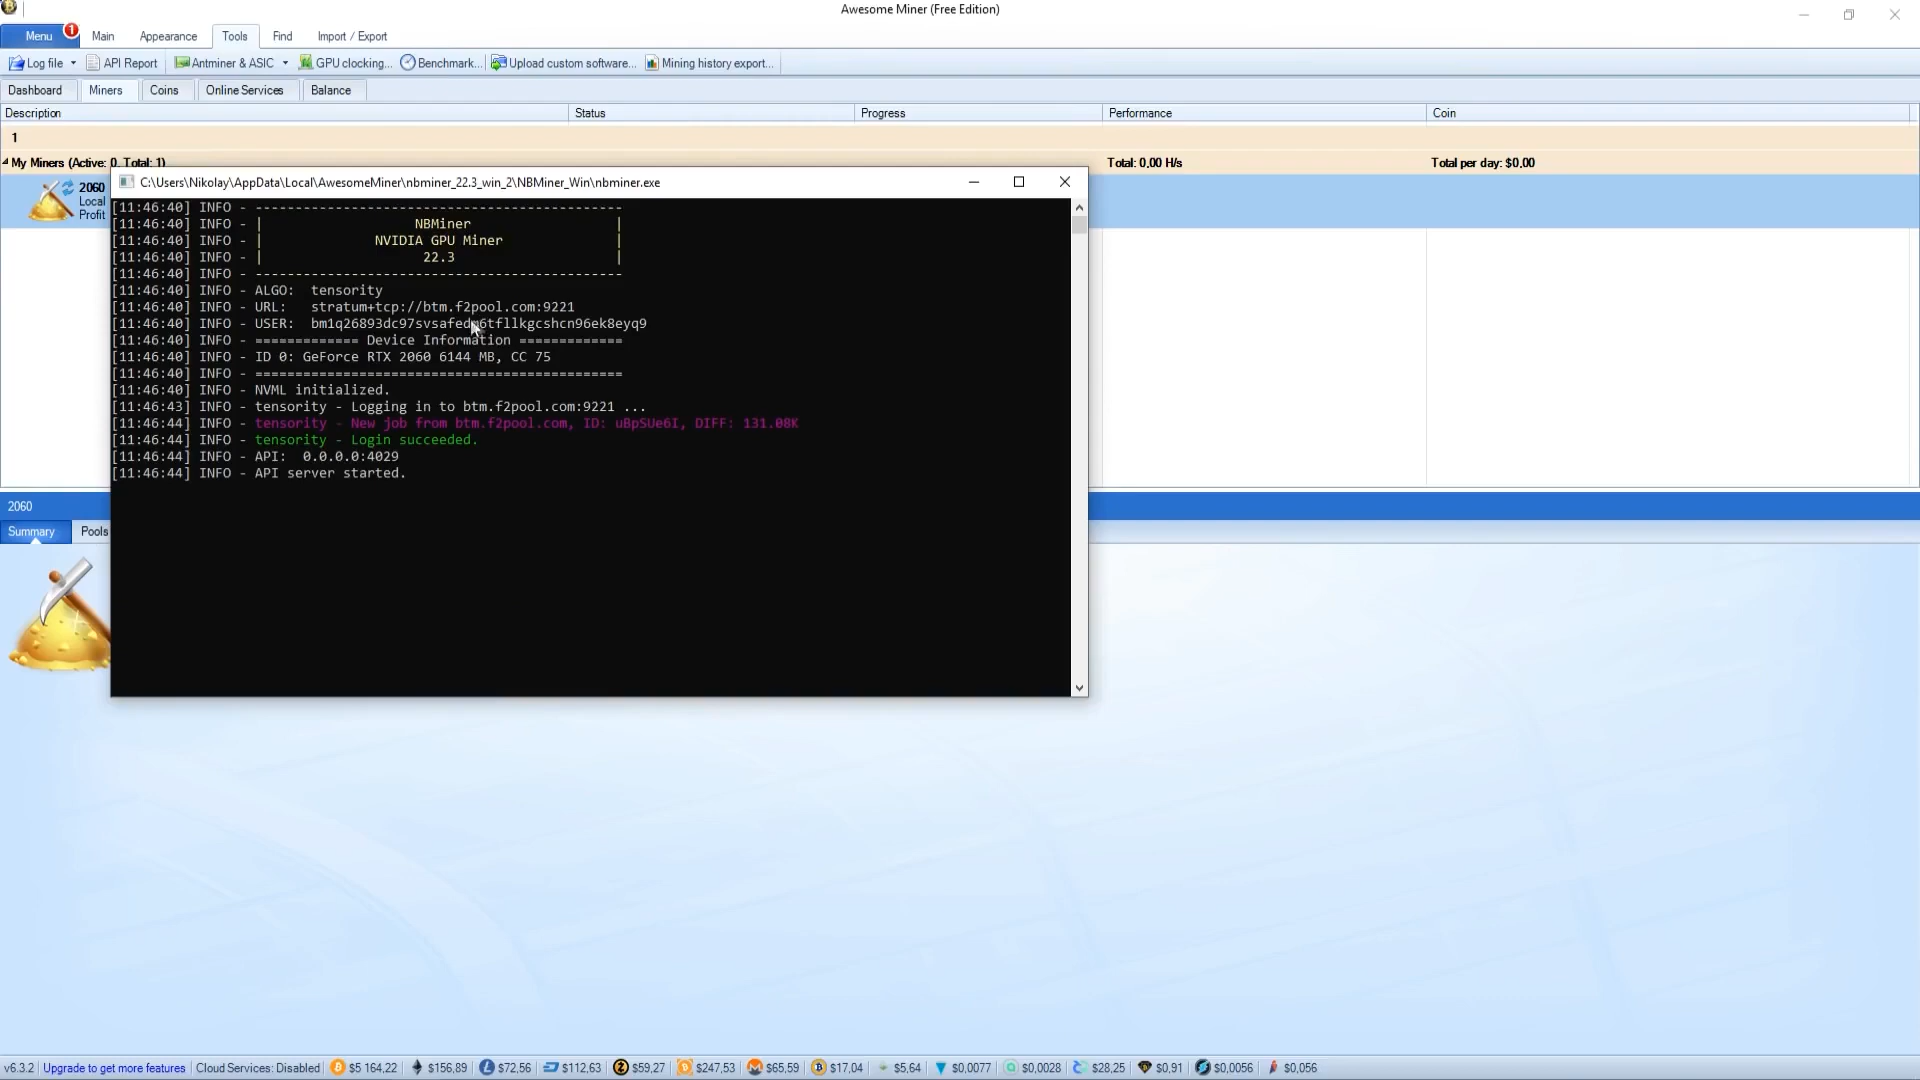 Awesome Miner (Free Edition)
Menu 1 Main Appearance Tools Find Import / Export
Log file API Report Antminer & ASIC GPU clocking... Benchmark... Upload custom software... Mining history export...
Dashboard Miners Coins Online Services Balance
Description Status Progress Performance Coin
1
My Miners (Active: 0, Total: 1) Total: 0,00 H/s Total per day: $0,00
2060
Local
Profit
C:\Users\Nikolay\AppData\Local\AwesomeMiner\nbminer_22.3_win_2\NBMiner_Win\nbminer.exe
[11:46:40] INFO - ----------------------------------------------
[11:46:40] INFO - | NBMiner |
[11:46:40] INFO - | NVIDIA GPU Miner |
[11:46:40] INFO - | 22.3 |
[11:46:40] INFO - ----------------------------------------------
[11:46:40] INFO - ALGO: tensority
[11:46:40] INFO - URL: stratum+tcp://btm.f2pool.com:9221
[11:46:40] INFO - USER:
[11:46:40] INFO - ============= Device Information =============
[11:46:40] INFO - ID 0: GeForce RTX 2060 6144 MB, CC 75
[11:46:40] INFO - ==============================================
[11:46:40] INFO - NVML initialized.
[11:46:43] INFO - tensority - Logging in to btm.f2pool.com:9221 ...
[11:46:44] INFO - tensority - New job from btm.f2pool.com, ID: uBpSUe6I, DIFF: 131.08K
[11:46:44] INFO - tensority - Login succeeded.
[11:46:44] INFO - API: 0.0.0.0:4029
[11:46:44] INFO - API server started.
2060
Summary Pools
v6.3.2 Upgrade to get more features Cloud Services: Disabled $5 164,22 $156,89 $72,56 $112,63 $59,27 $247,53 $65,59 $17,04 $5,64 $0,0077 $0,0028 $28,25 $0,91 $0,0056 $0,056